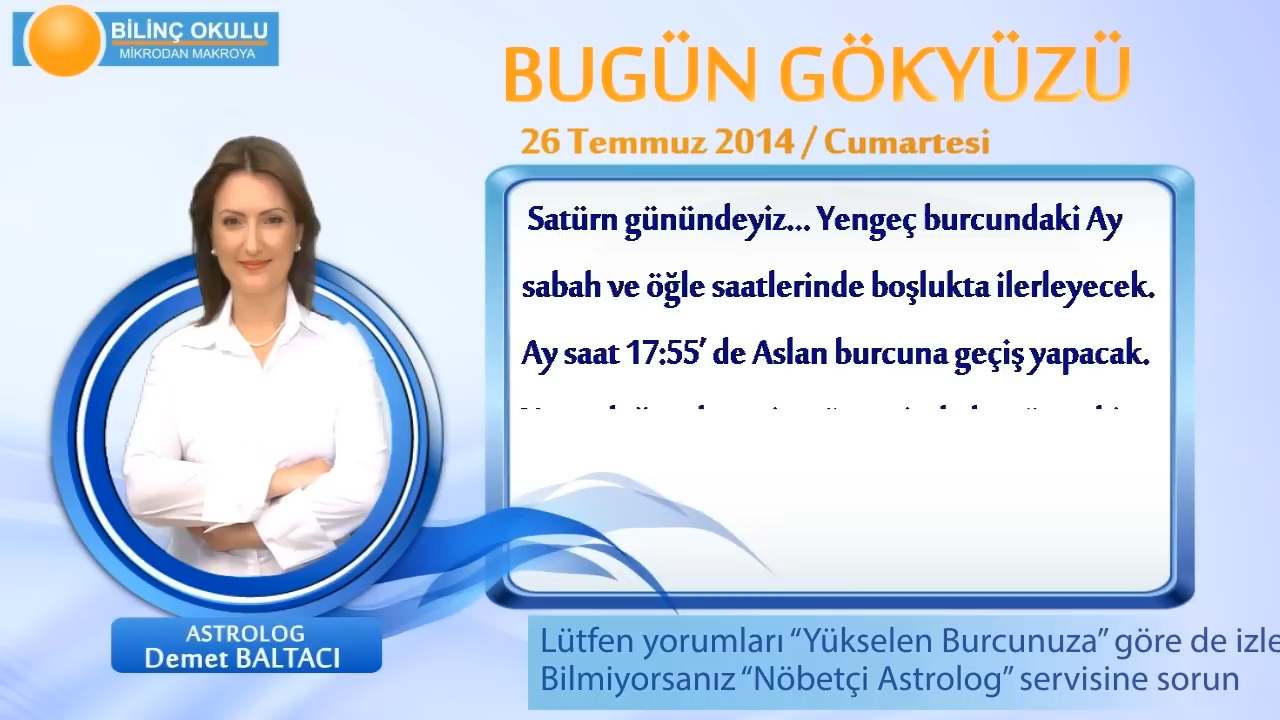 BİLİNÇ OKULU
MİKRODAN MAKROYA
BUGÜN GÖKYÜZÜ
26 Temmuz 2014 / Cumartesi
Satürn günündeyiz... Yengeç burcundaki Ay
sabah ve öğle saatlerinde boşlukta ilerleyecek.
Ay saat 17:55’ de Aslan burcuna geçiş yapacak.
ASTROLOG
Demet BALTACI
Lütfen yorumları “Yükselen Burcunuza” göre de
Bilmiyorsanız “Nöbetçi Astrolog” servisine sorun